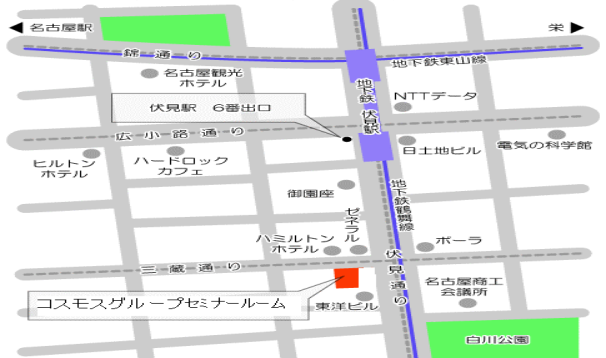 ◀ 名古屋駅
栄 ▶
錦通り
地下鉄東山線
名古屋観光
ホテル
地下鉄 伏見駅
NTTデータ
伏見駅 6番出口
広小路通り
ヒルトン
ホテル
ハードロック
カフェ
日土地ビル
電気の科学館
御園座
地下鉄鶴舞線
ゼネラル
ハミルトン
ホテル
ポーラ
三蔵通り
伏見通り
名古屋商工
会議所
コスモスグループセミナールーム
東洋ビル
白川公園